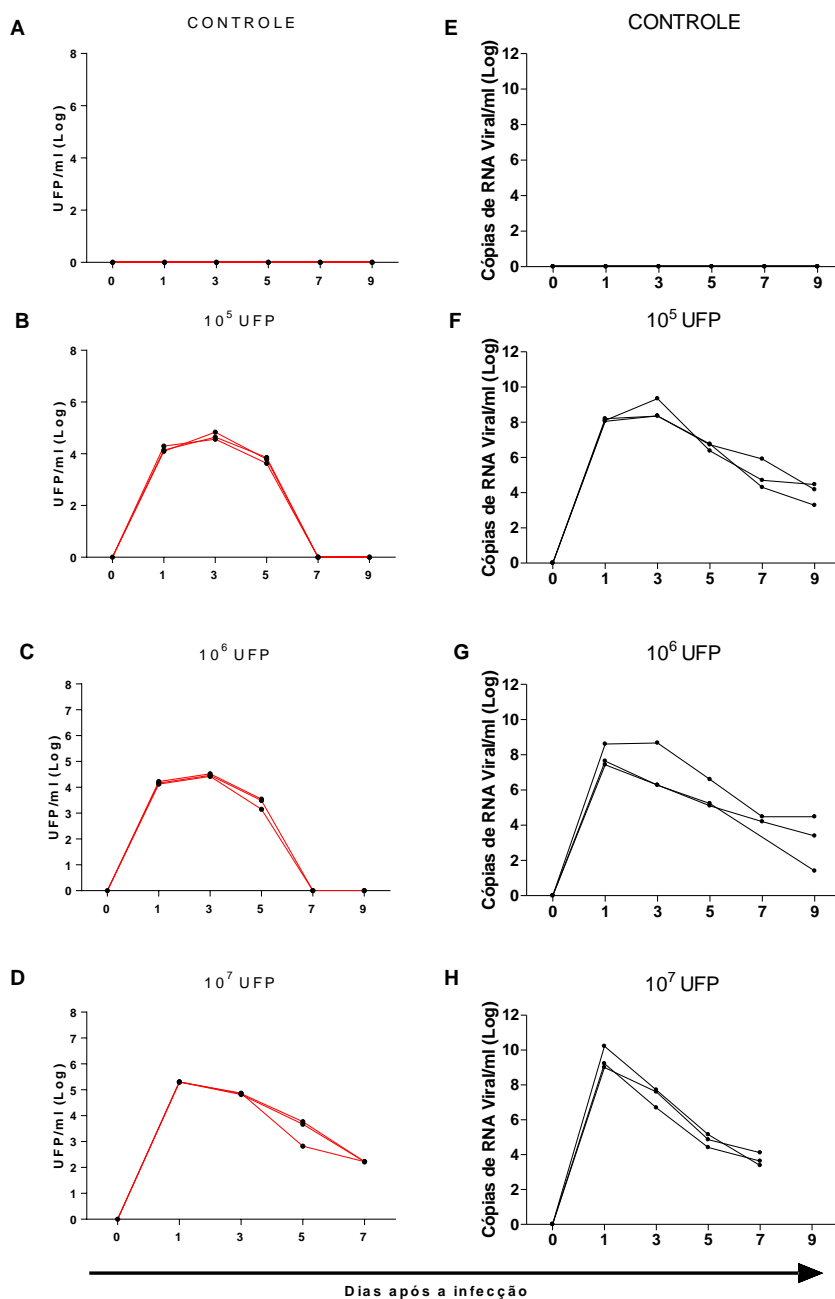 A
CONTROLE
UFP/ml (Log)
8
6
4
2
0
0 1 3 5 7 9
E
CONTROLE
Cópias de RNA Viral/ml (Log)
12
10
8
6
4
2
0
0 1 3 5 7 9
B
10⁵ UFP
UFP/ml (Log)
8
6
4
2
0
0 1 3 5 7 9
F
10⁵ UFP
Cópias de RNA Viral/ml (Log)
12
10
8
6
4
2
0
0 1 3 5 7 9
C
10⁶ UFP
UFP/ml (Log)
8
7
6
5
4
3
2
1
0
0 1 3 5 7 9
G
10⁶ UFP
Cópias de RNA Viral/ml (Log)
12
10
8
6
4
2
0
0 1 3 5 7 9
D
10⁷ UFP
UFP/ml (Log)
8
7
6
5
4
3
2
1
0
0 1 3 5 7
H
10⁷ UFP
Cópias de RNA Viral/ml (Log)
12
10
8
6
4
2
0
0 1 3 5 7 9
Dias após a infecção